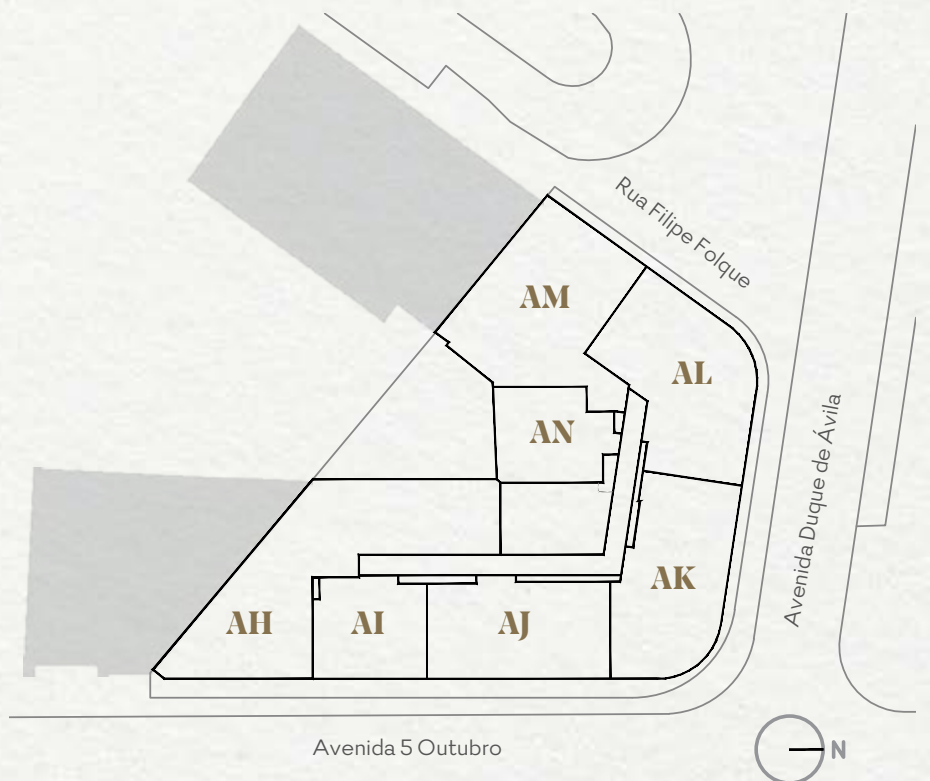 Rua Filipe Folque
AM
AL
AN
Avenida Duque de Ávila
AK
AH
AI
AJ
Avenida 5 Outubro
N